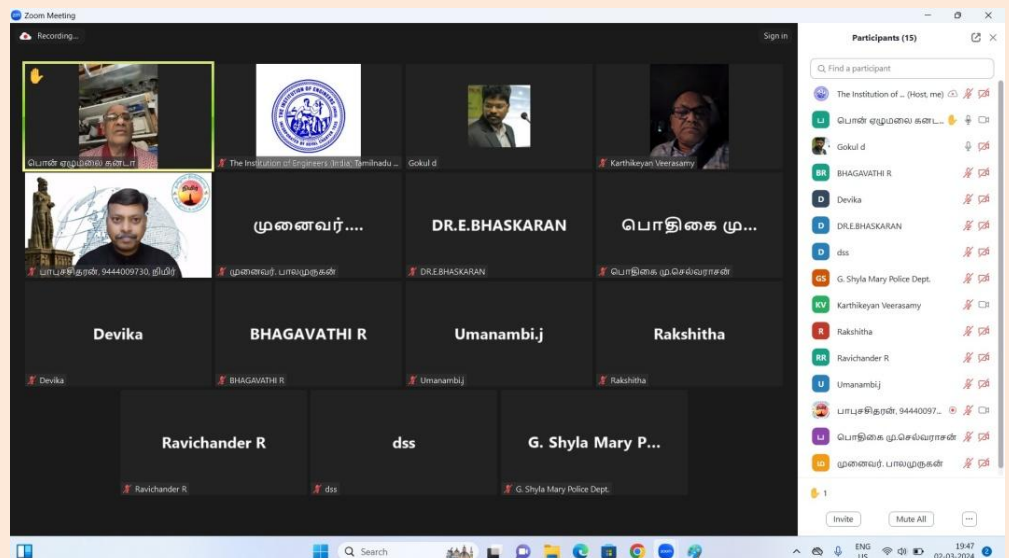 Zoom Meeting
Recording...
Sign in
பொன் ஏழுமலை கனடா
The Institution of Engineers (India), Tamilnadu ...
Gokul d
Karthikeyan Veerasamy
பாபுசசிதரன், 9444009730, நிமிர்
முனைவர்....
முனைவர். பாலமுருகன்
DR.E.BHASKARAN
DR.E.BHASKARAN
பொதிகை மு...
பொதிகை மு.செல்வராசன்
Devika
Devika
BHAGAVATHI R
BHAGAVATHI R
Umanambi.j
Umanambi.j
Rakshitha
Rakshitha
Ravichander R
Ravichander R
dss
dss
G. Shyla Mary P...
G. Shyla Mary Police Dept.
Participants (15)
Find a participant
The Institution of ... (Host, me)
பொன் ஏழுமலை கனட...
Gokul d
BR BHAGAVATHI R
D Devika
D DR.E.BHASKARAN
D dss
GS G. Shyla Mary Police Dept.
KV Karthikeyan Veerasamy
R Rakshitha
RR Ravichander R
U Umanambi.j
பாபுசசிதரன், 94440097...
ப பொதிகை மு.செல்வராசன்
ம முனைவர். பாலமுருகன்
1
Invite
Mute All
Search
ENG
US
19:47
02-03-2024
2